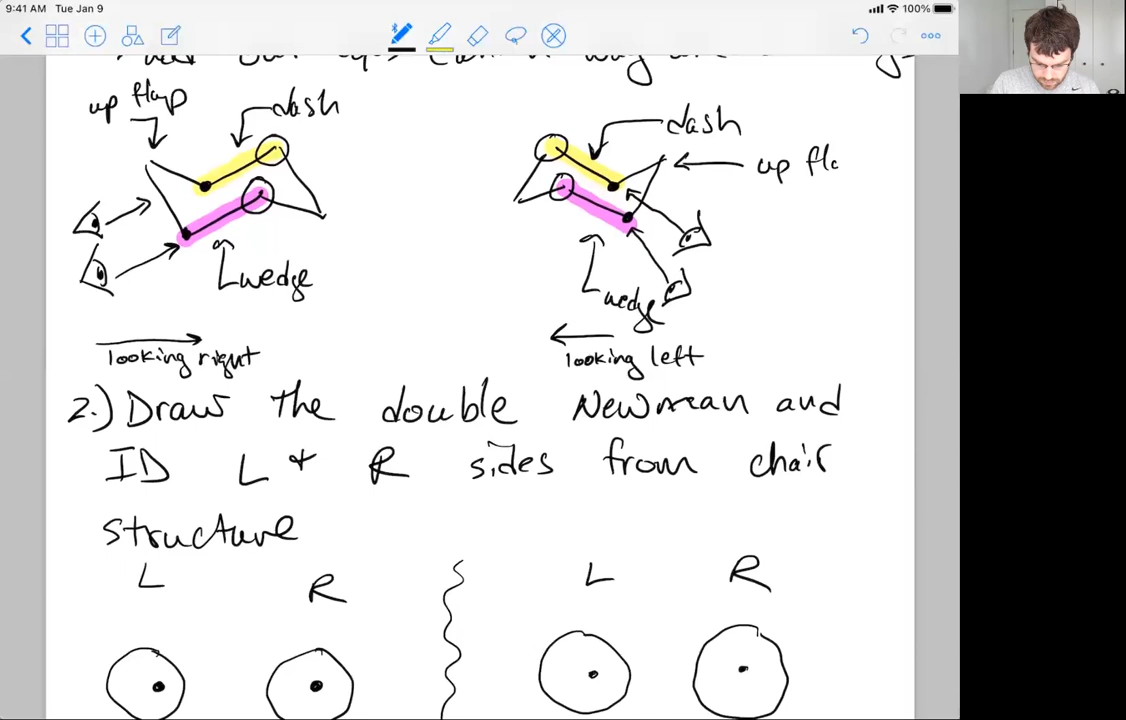 9:41 AM Tue Jan 9
100%
up flap
dash
wedge
looking right
dash
up fla
wedge
looking left
2.) Draw the double Newman and
ID L + R sides from chair
structure
L R
L R